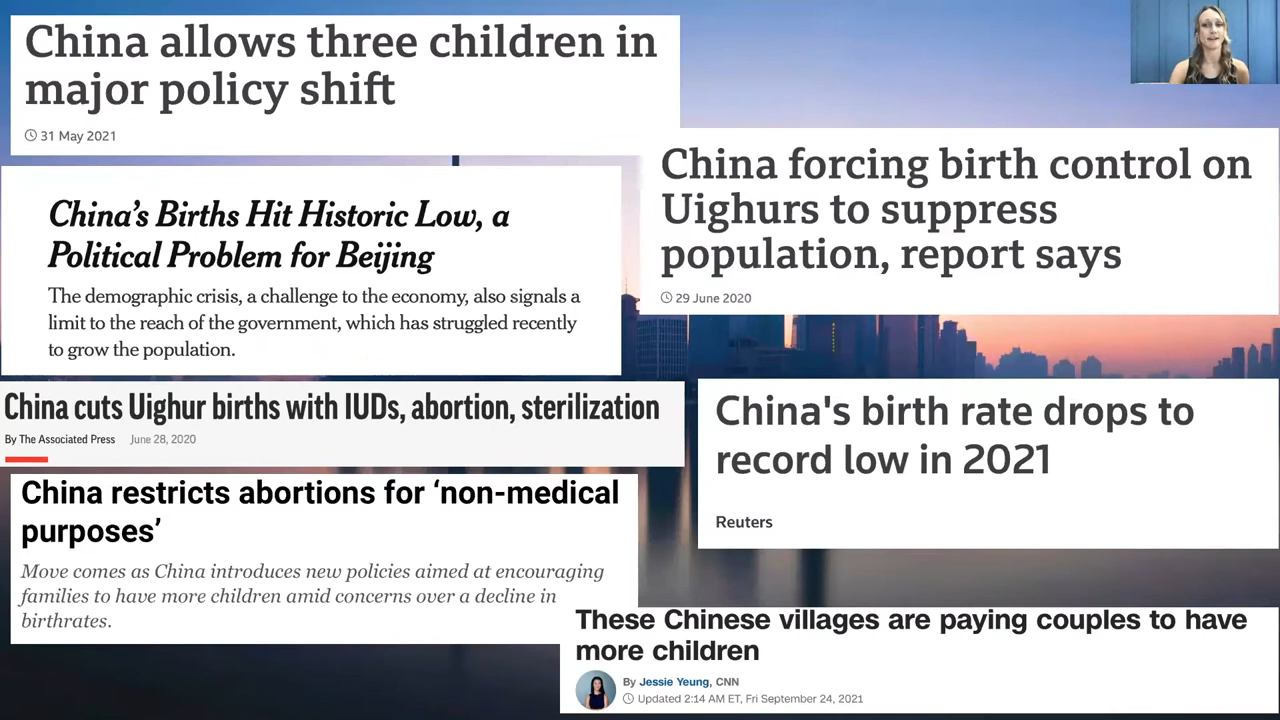 China allows three children in
major policy shift
31 May 2021
China forcing birth control on
Uighurs to suppress
population, report says
29 June 2020
China’s Births Hit Historic Low, a
Political Problem for Beijing
The demographic crisis, a challenge to the economy, also signals a
limit to the reach of the government, which has struggled recently
to grow the population.
China cuts Uighur births with IUDs, abortion, sterilization
By The Associated Press June 28, 2020
China's birth rate drops to
record low in 2021
Reuters
China restricts abortions for ‘non-medical
purposes’
Move comes as China introduces new policies aimed at encouraging
families to have more children amid concerns over a decline in
birthrates.
These Chinese villages are paying couples to have
more children
By Jessie Yeung, CNN
Updated 2:14 AM ET, Fri September 24, 2021